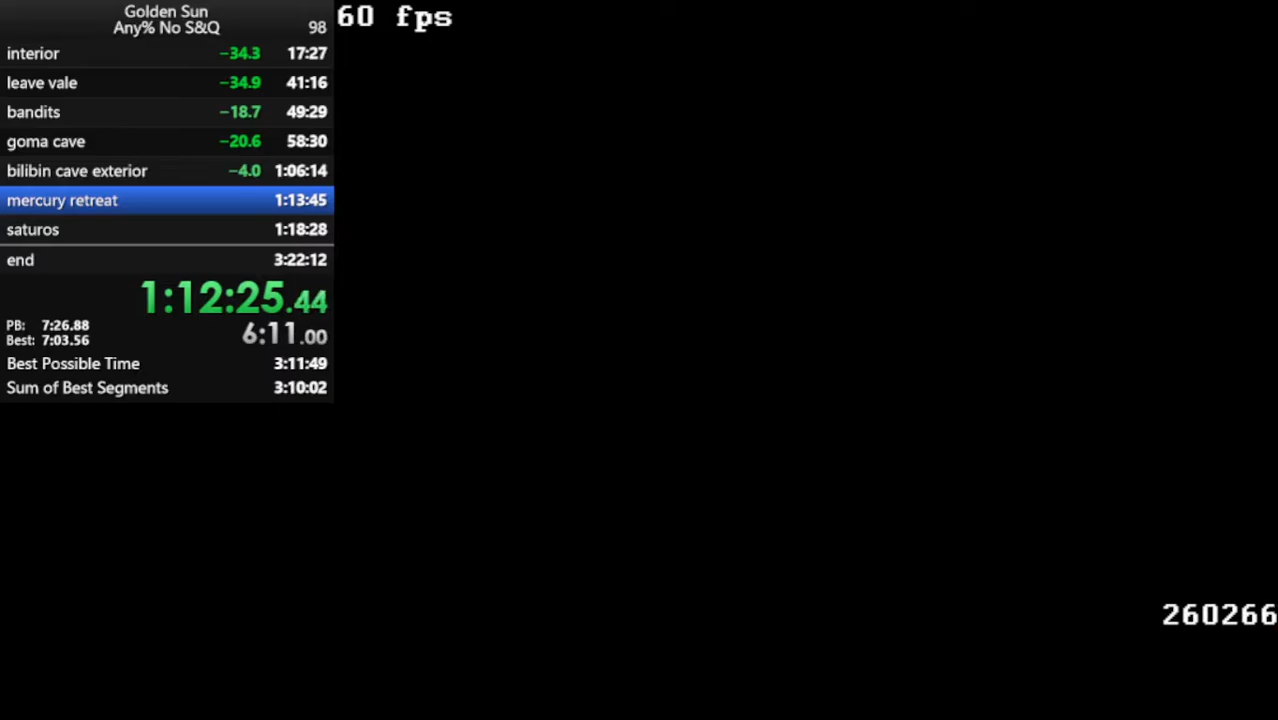 Golden Sun
Any% No S&Q 98
60 fps
interior −34.3 17:27
leave vale −34.9 41:16
bandits −18.7 49:29
goma cave −20.6 58:30
bilibin cave exterior −4.0 1:06:14
mercury retreat 1:13:45
saturos 1:18:28
end 3:22:12
1:12:25.44
PB: 7:26.88
Best: 7:03.56
6:11.00
Best Possible Time 3:11:49
Sum of Best Segments 3:10:02
260266